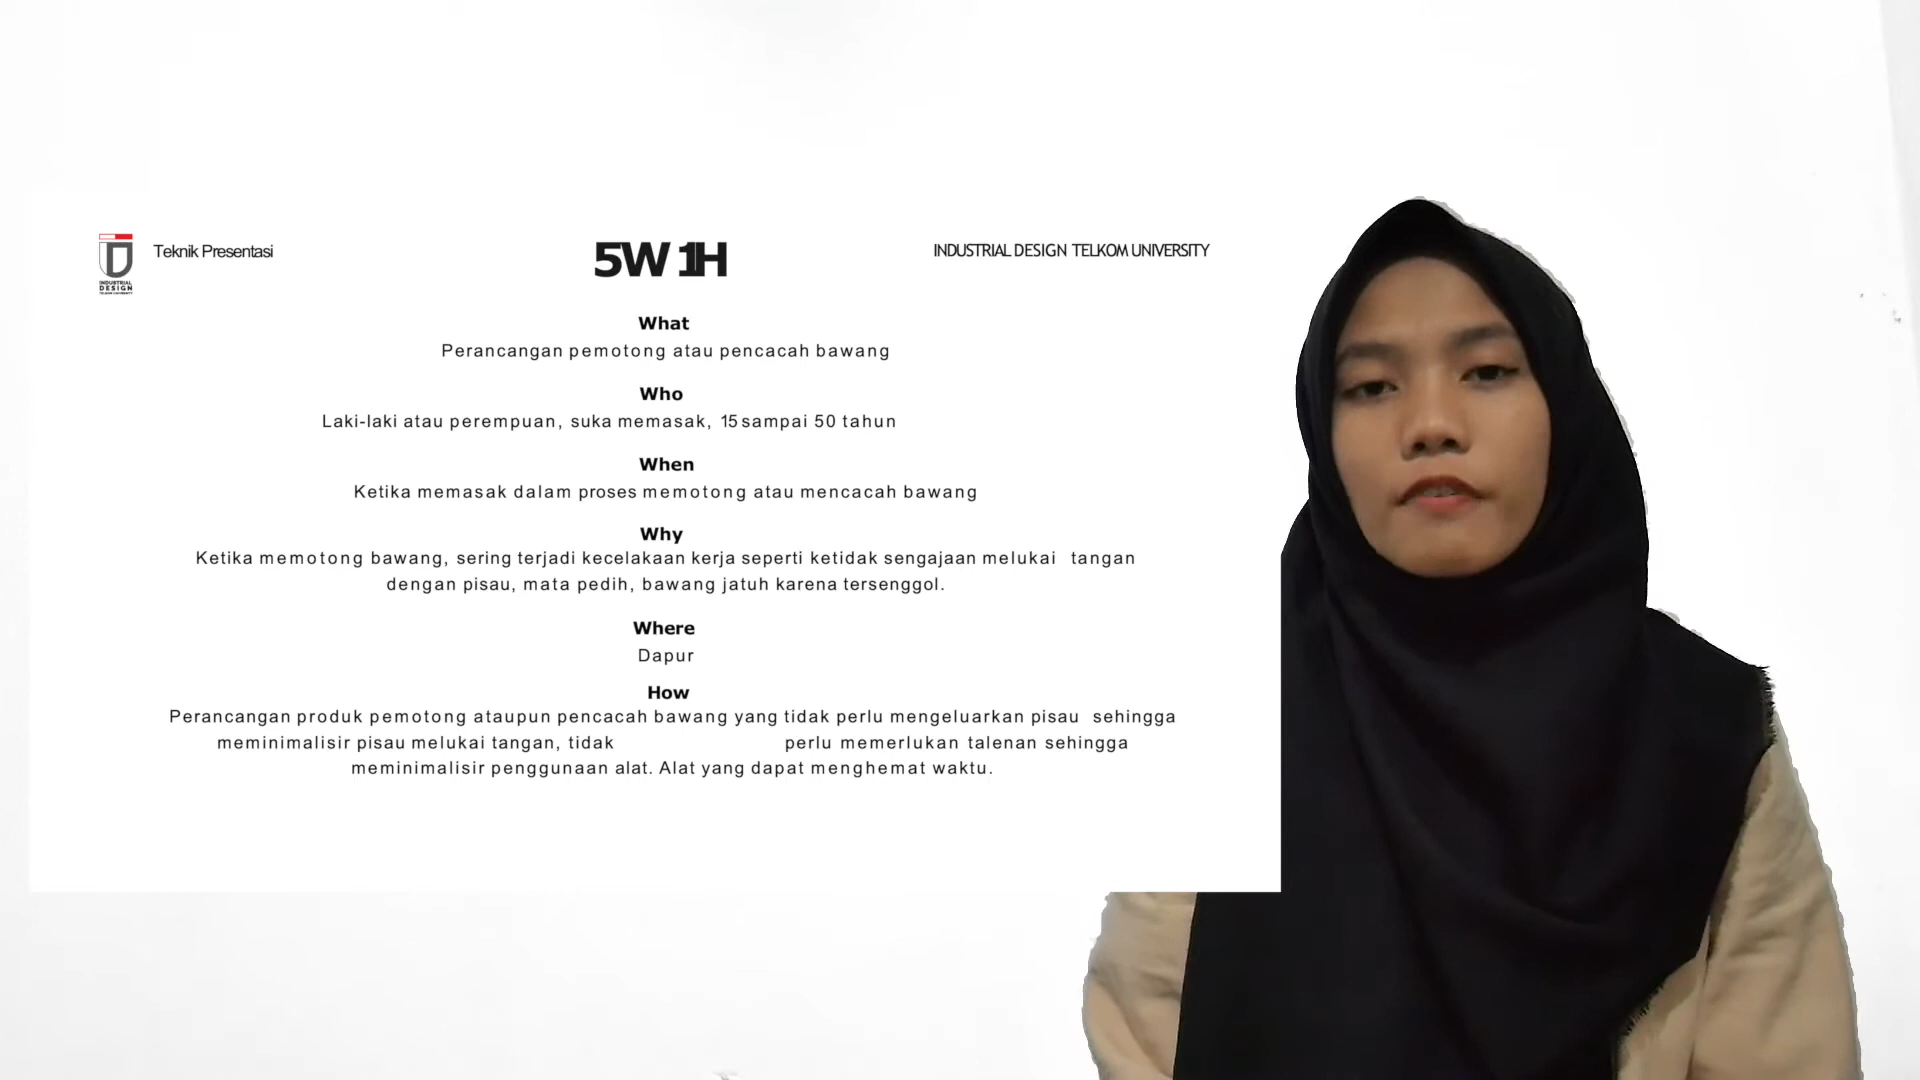 Teknik Presentasi
5W 1H
INDUSTRIAL DESIGN TELKOM UNIVERSITY
INDUSTRIAL
DESIGN
TELKOM UNIVERSITY
What
Perancangan pemotong atau pencacah bawang
Who
Laki-laki atau perempuan, suka memasak, 15 sampai 50 tahun
When
Ketika memasak dalam proses memotong atau mencacah bawang
Why
Ketika memotong bawang, sering terjadi kecelakaan kerja seperti ketidak sengajaan melukai tangan
dengan pisau, mata pedih, bawang jatuh karena tersenggol.
Where
Dapur
How
Perancangan produk pemotong ataupun pencacah bawang yang tidak perlu mengeluarkan pisau sehingga
meminimalisir pisau melukai tangan, tidak perlu memerlukan talenan sehingga
meminimalisir penggunaan alat. Alat yang dapat menghemat waktu.